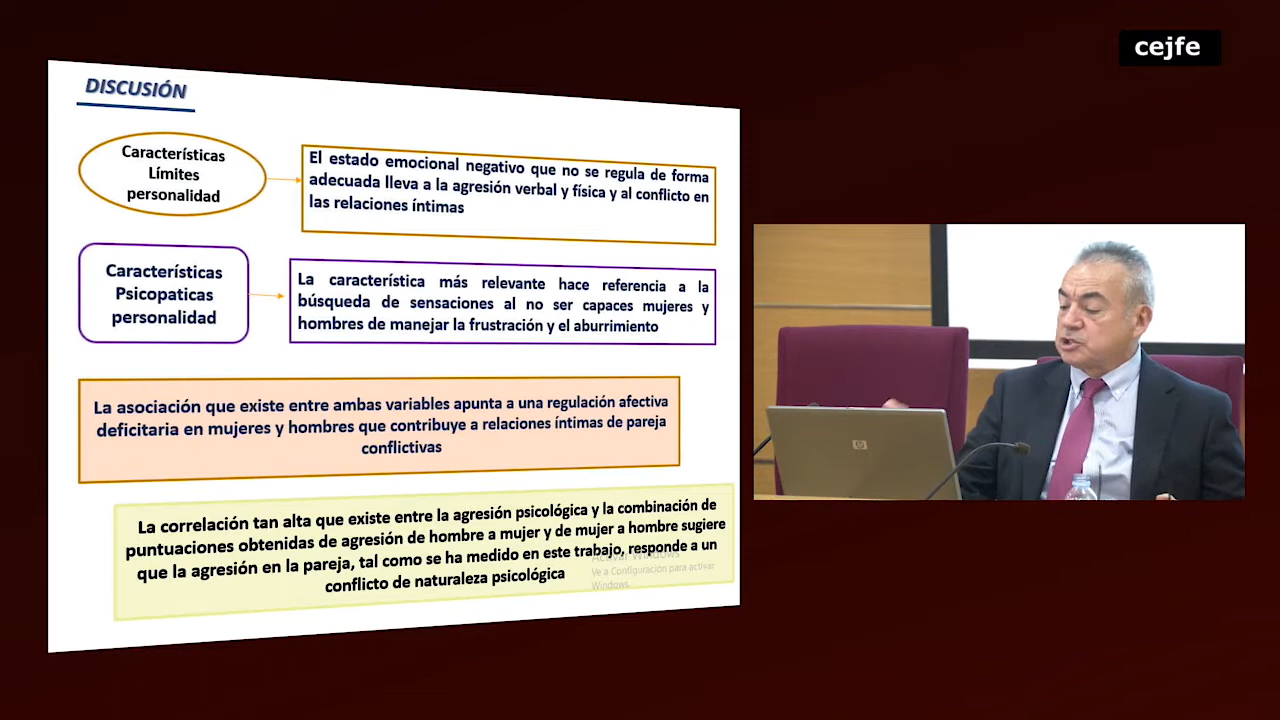 cejfe
DISCUSIÓN
Características
Límites
personalidad
El estado emocional negativo que no se regula de forma
adecuada lleva a la agresión verbal y física y al conflicto en
las relaciones íntimas
Características
Psicopaticas
personalidad
La característica más relevante hace referencia a la
búsqueda de sensaciones al no ser capaces mujeres y
hombres de manejar la frustración y el aburrimiento
La asociación que existe entre ambas variables apunta a una regulación afectiva
deficitaria en mujeres y hombres que contribuye a relaciones íntimas de pareja
conflictivas
La correlación tan alta que existe entre la agresión psicológica y la combinación de
puntuaciones obtenidas de agresión de hombre a mujer y de mujer a hombre sugiere
que la agresión en la pareja, tal como se ha medido en este trabajo, responde a un
conflicto de naturaleza psicológica
Activar Windows
Ve a Configuración para activar
Windows.
hp